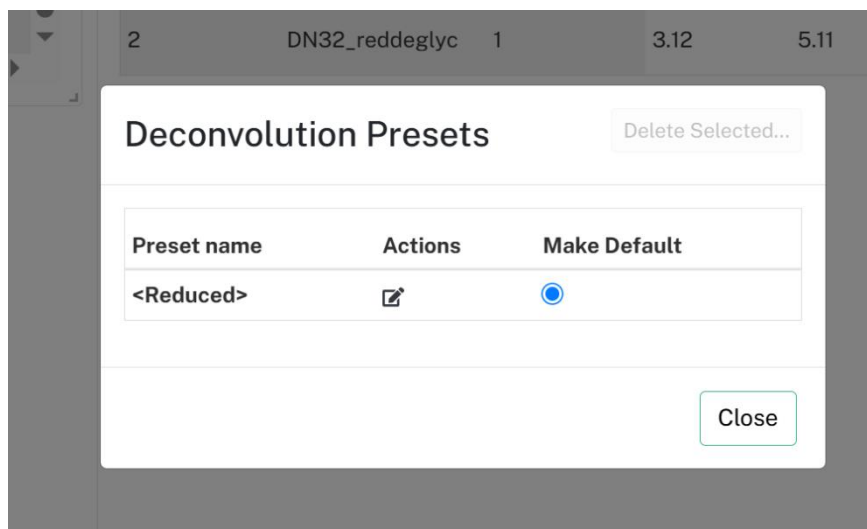 2 DN32_reddeglyc 1 3.12 5.11
Deconvolution Presets
Delete Selected...
Preset name Actions Make Default
<Reduced>
Close